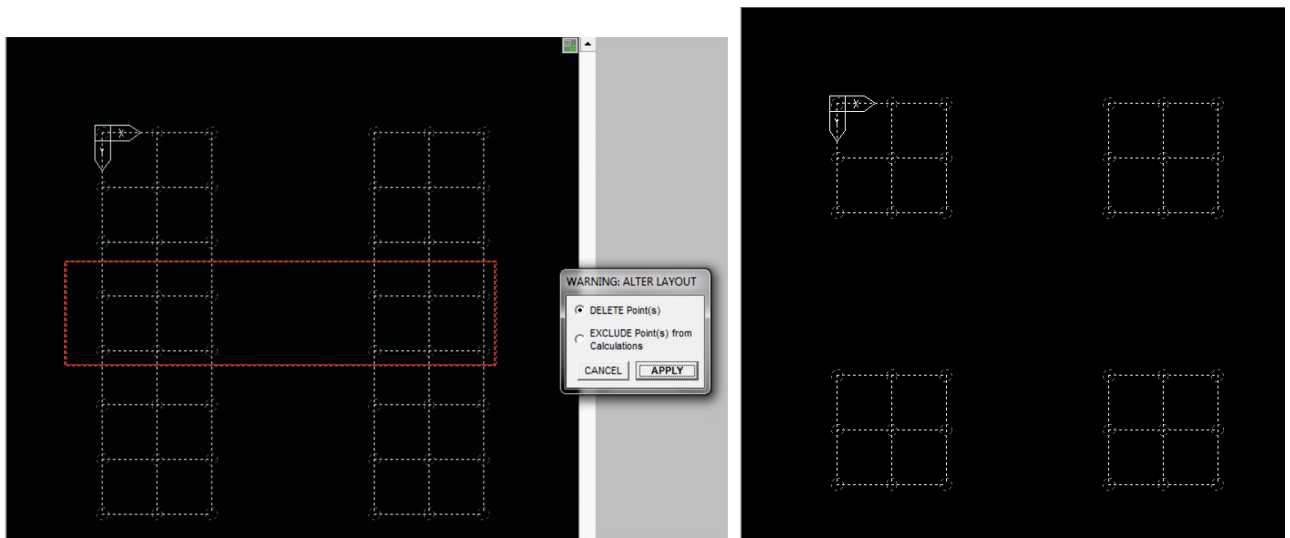 X
Y
WARNING: ALTER LAYOUT
DELETE Point(s)
EXCLUDE Point(s) from
Calculations
CANCEL APPLY
X
Y